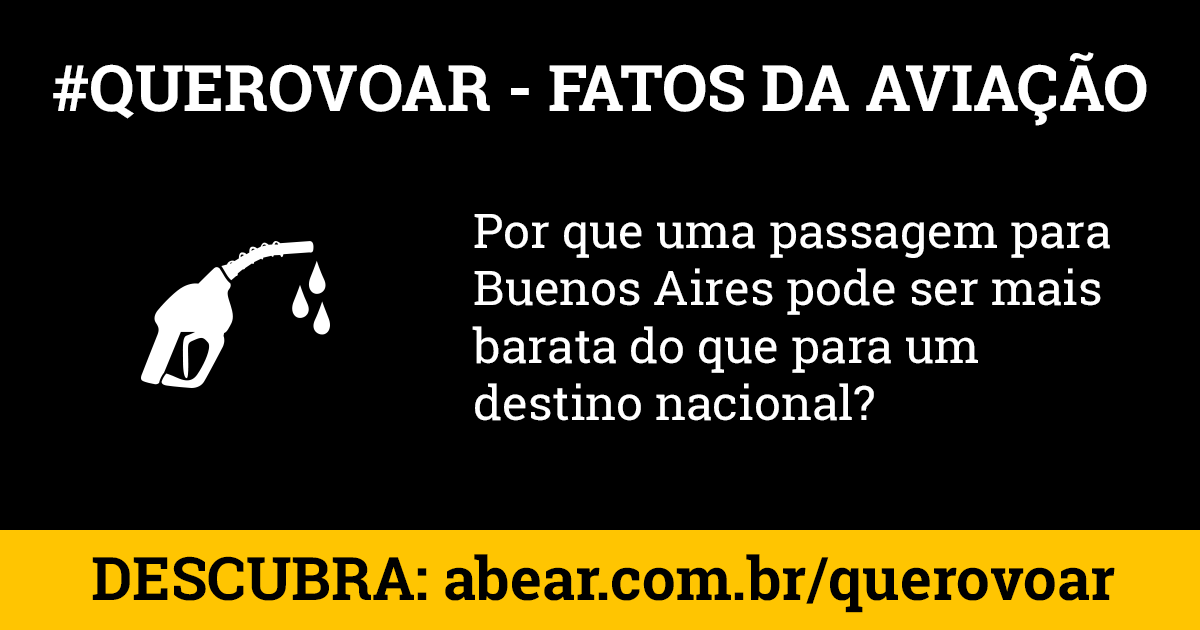 #QUEROVOAR - FATOS DA AVIAÇÃO
Por que uma passagem para
Buenos Aires pode ser mais
barata do que para um
destino nacional?
DESCUBRA: abear.com.br/querovoar